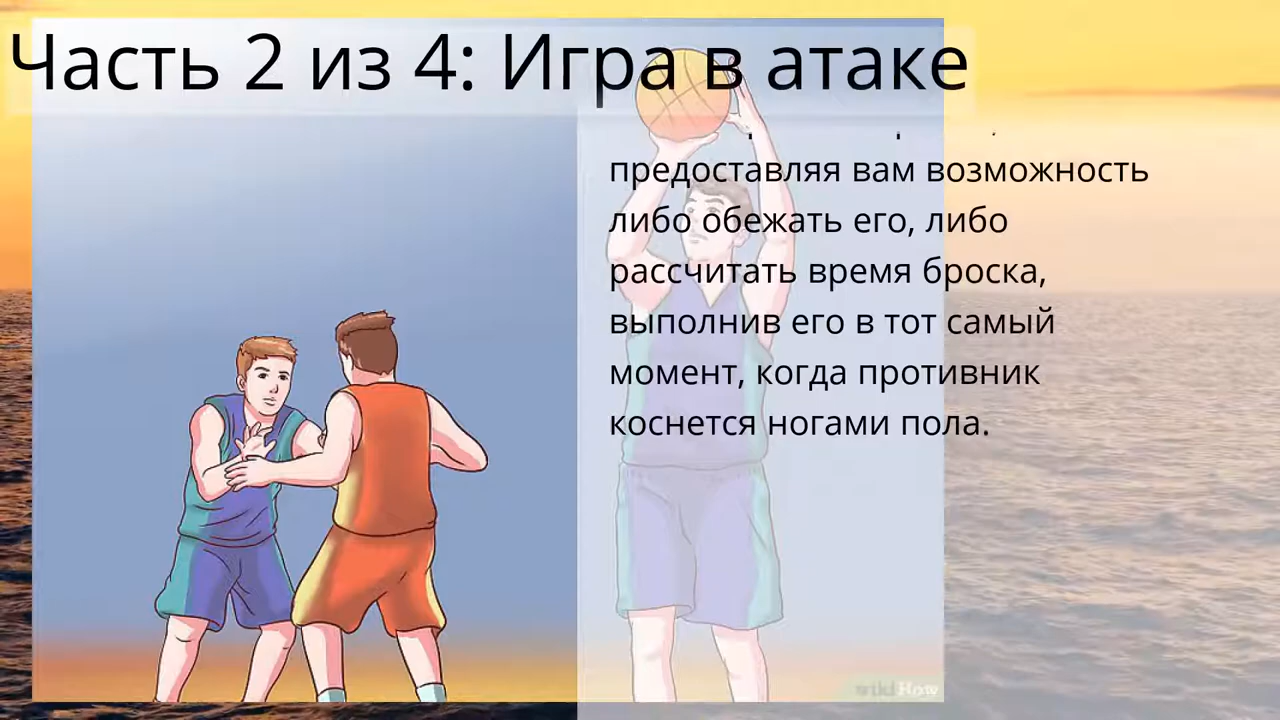 Часть 2 из 4: Игра в атаке
предоставляя вам возможность
либо обежать его, либо
рассчитать время броска,
выполнив его в тот самый
момент, когда противник
коснется ногами пола.
wikiHow